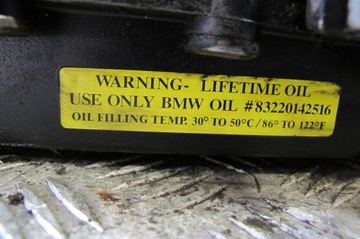 WARNING- LIFETIME OIL
USE ONLY BMW OIL #83220142516
OIL FILLING TEMP. 30° TO 50°C/86° TO 122°F